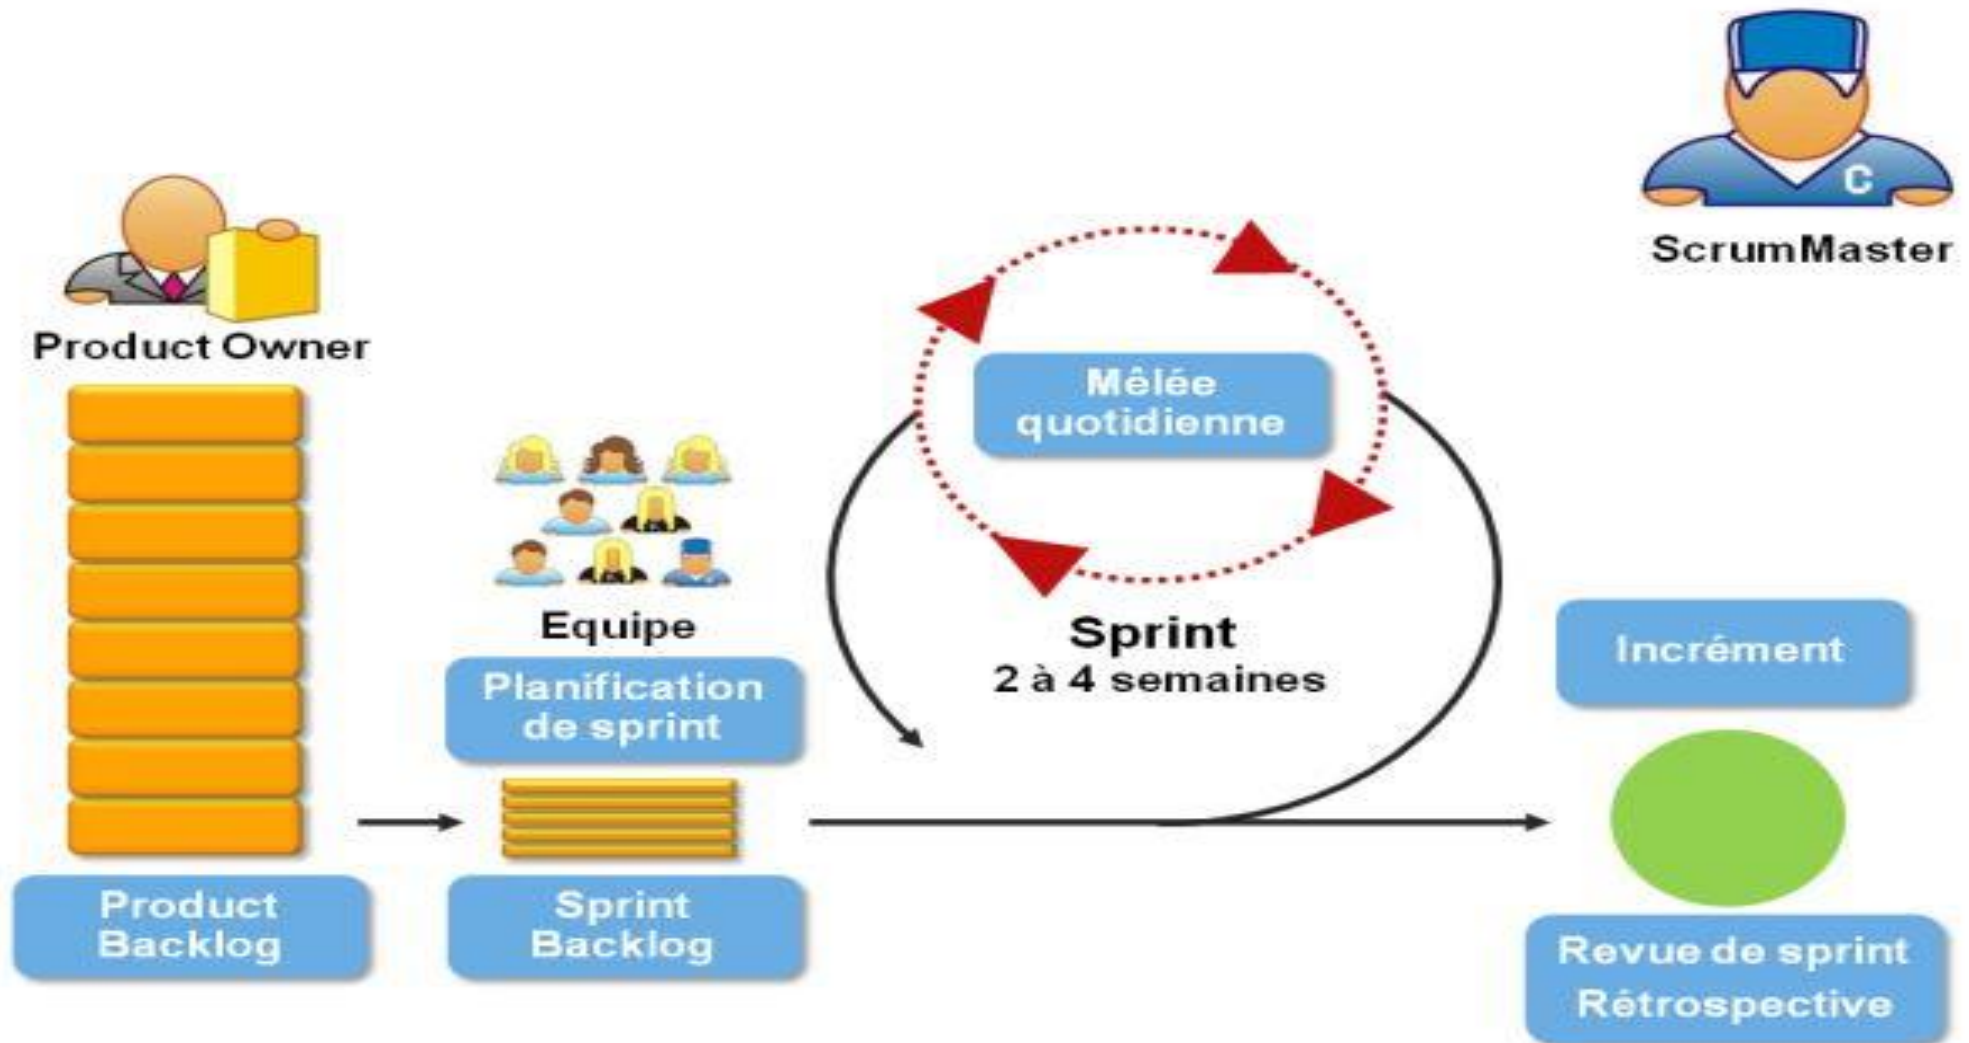 ScrumMaster
C
Product Owner
Mêlée
quotidienne
Equipe
Planification
de sprint
Sprint
2 à 4 semaines
Incrément
Product
Backlog
Sprint
Backlog
Revue de sprint
Rétrospective